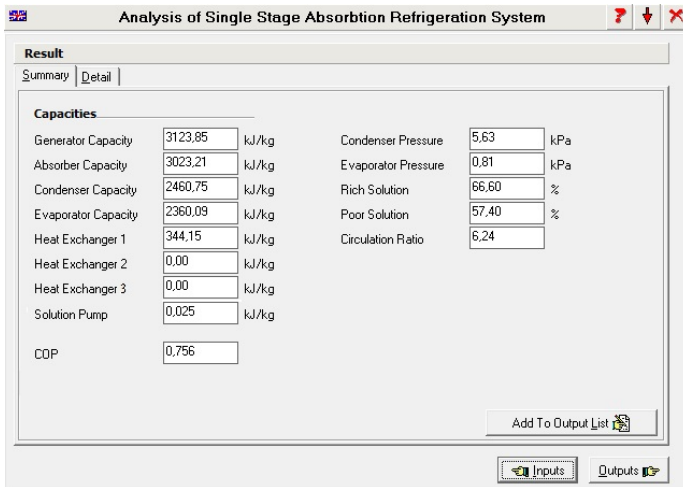 Analysis of Single Stage Absorbtion Refrigeration System
Result
Summary Detail
Capacities
Generator Capacity 3123,85 kJ/kg Condenser Pressure 5,63 kPa
Absorber Capacity 3023,21 kJ/kg Evaporator Pressure 0,81 kPa
Condenser Capacity 2460,75 kJ/kg Rich Solution 66,60 %
Evaporator Capacity 2360,09 kJ/kg Poor Solution 57,40 %
Heat Exchanger 1 344,15 kJ/kg Circulation Ratio 6,24
Heat Exchanger 2 0,00 kJ/kg
Heat Exchanger 3 0,00 kJ/kg
Solution Pump 0,025 kJ/kg
COP 0,756
Add To Output List
Inputs Outputs